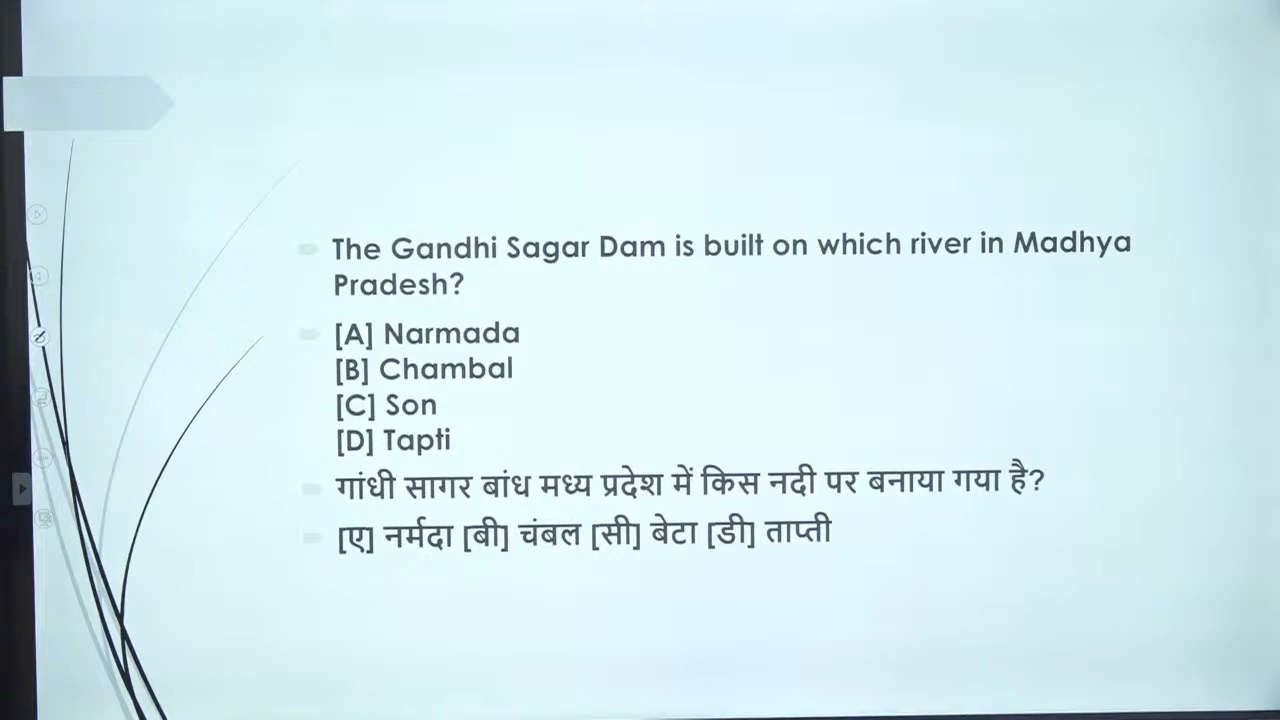 The Gandhi Sagar Dam is built on which river in Madhya
Pradesh?
[A] Narmada
[B] Chambal
[C] Son
[D] Tapti
गांधी सागर बांध मध्य प्रदेश में किस नदी पर बनाया गया है?
[ए] नर्मदा [बी] चंबल [सी] बेटा [डी] ताप्ती